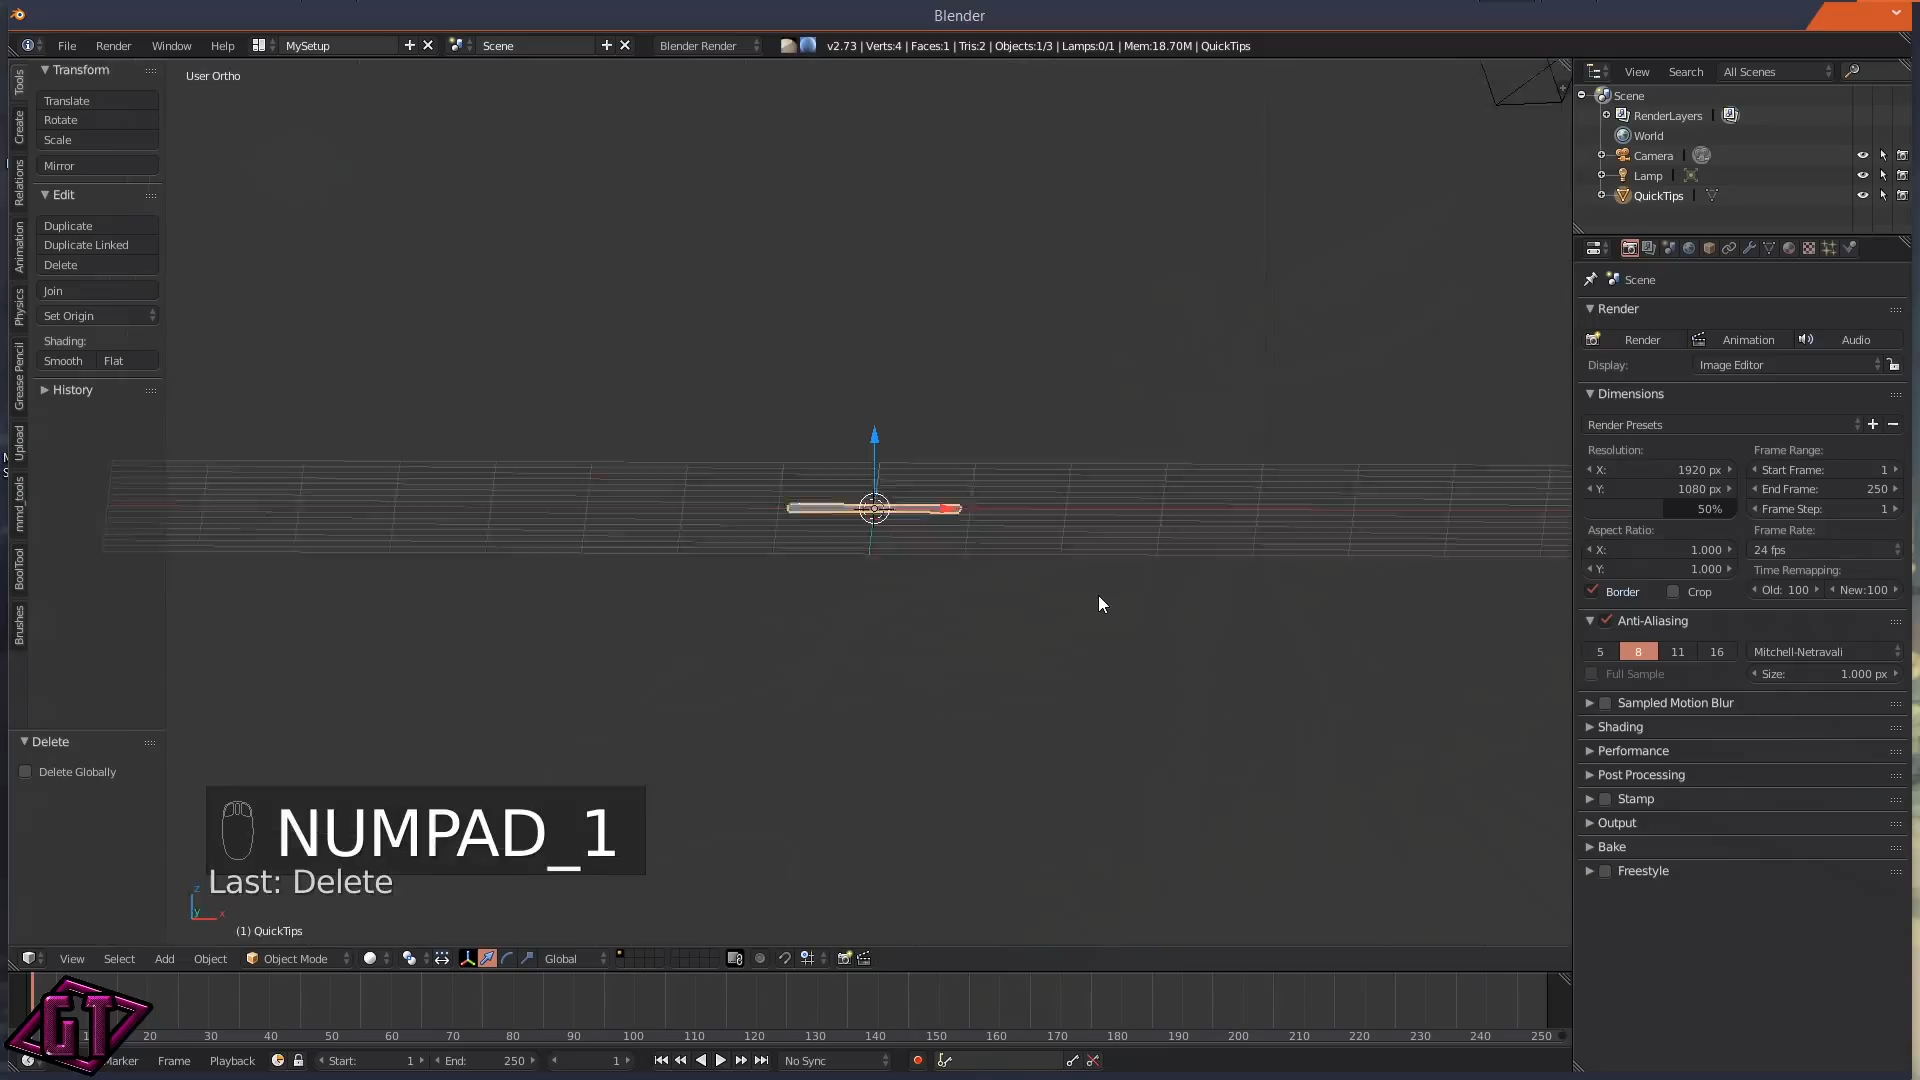 Blender
File Render Window Help MySetup Scene Blender Render v2.73 | Verts:4 | Faces:1 | Tris:2 | Objects:1/3 | Lamps:0/1 | Mem:18.70M | QuickTips
Tools
Create
Relations
Animation
Physics
Grease Pencil
Upload
mmd_tools
BoolTool
Brushes
Transform
Translate
Rotate
Scale
Mirror
Edit
Duplicate
Duplicate Linked
Delete
Join
Set Origin
Shading:
Smooth Flat
History
Delete
Delete Globally
User Ortho
NUMPAD_1
Last: Delete
z
y x
(1) QuickTips
View Select Add Object Object Mode Global
View Search All Scenes
Scene
RenderLayers
World
Camera
Lamp
QuickTips
Scene
Render
Render Animation Audio
Display: Image Editor
Dimensions
Render Presets
Resolution: Frame Range:
X: 1920 px Start Frame: 1
Y: 1080 px End Frame: 250
50% Frame Step: 1
Aspect Ratio: Frame Rate:
X: 1.000 24 fps
Y: 1.000 Time Remapping:
Border Crop Old: 100 New:100
Anti-Aliasing
5 8 11 16 Mitchell-Netravali
Full Sample Size: 1.000 px
Sampled Motion Blur
Shading
Performance
Post Processing
Stamp
Output
Bake
Freestyle
20 30 40 50 60 70 80 90 100 110 120 130 140 150 160 170 180 190 200 210 220 230 240 250
GT
Marker Frame Playback Start: 1 End: 250 1 No Sync